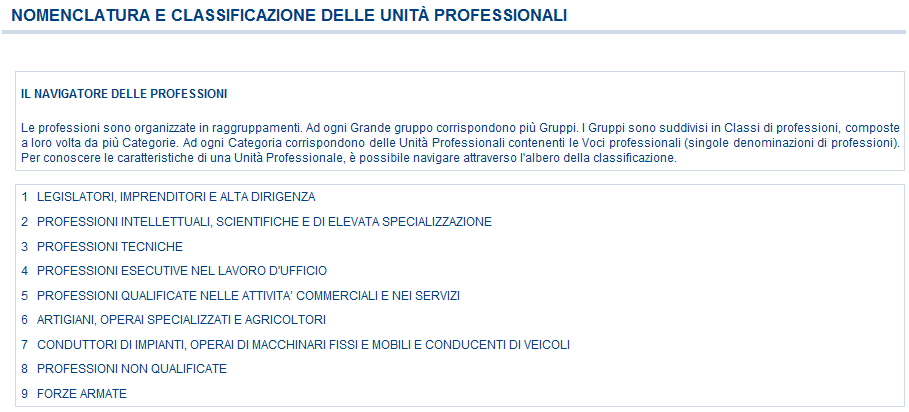 NOMENCLATURA E CLASSIFICAZIONE DELLE UNITÀ PROFESSIONALI
IL NAVIGATORE DELLE PROFESSIONI
Le professioni sono organizzate in raggruppamenti. Ad ogni Grande gruppo corrispondono più Gruppi. I Gruppi sono suddivisi in Classi di professioni, composte
a loro volta da più Categorie. Ad ogni Categoria corrispondono delle Unità Professionali contenenti le Voci professionali (singole denominazioni di professioni).
Per conoscere le caratteristiche di una Unità Professionale, è possibile navigare attraverso l'albero della classificazione.
1 LEGISLATORI, IMPRENDITORI E ALTA DIRIGENZA
2 PROFESSIONI INTELLETTUALI, SCIENTIFICHE E DI ELEVATA SPECIALIZZAZIONE
3 PROFESSIONI TECNICHE
4 PROFESSIONI ESECUTIVE NEL LAVORO D'UFFICIO
5 PROFESSIONI QUALIFICATE NELLE ATTIVITA’ COMMERCIALI E NEI SERVIZI
6 ARTIGIANI, OPERAI SPECIALIZZATI E AGRICOLTORI
7 CONDUTTORI DI IMPIANTI, OPERAI DI MACCHINARI FISSI E MOBILI E CONDUCENTI DI VEICOLI
8 PROFESSIONI NON QUALIFICATE
9 FORZE ARMATE